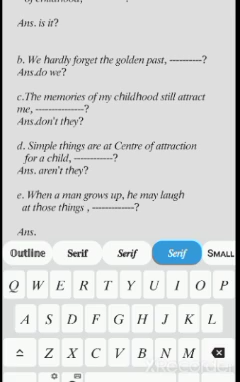 Ans. is it?
b. We hardly forget the golden past, ----------?
Ans.do we?
c.The memories of my childhood still attract
me, ---------------?
Ans.don't they?
d. Simple things are at Centre of attraction
for a child, ------------?
Ans. aren't they?
e. When a man grows up, he may laugh
at those things , -------------?
Ans.
Outline Serif Serif Serif SMALL
Q W E R T Y U I O P
A S D F G H J K L
Z X C V B N M